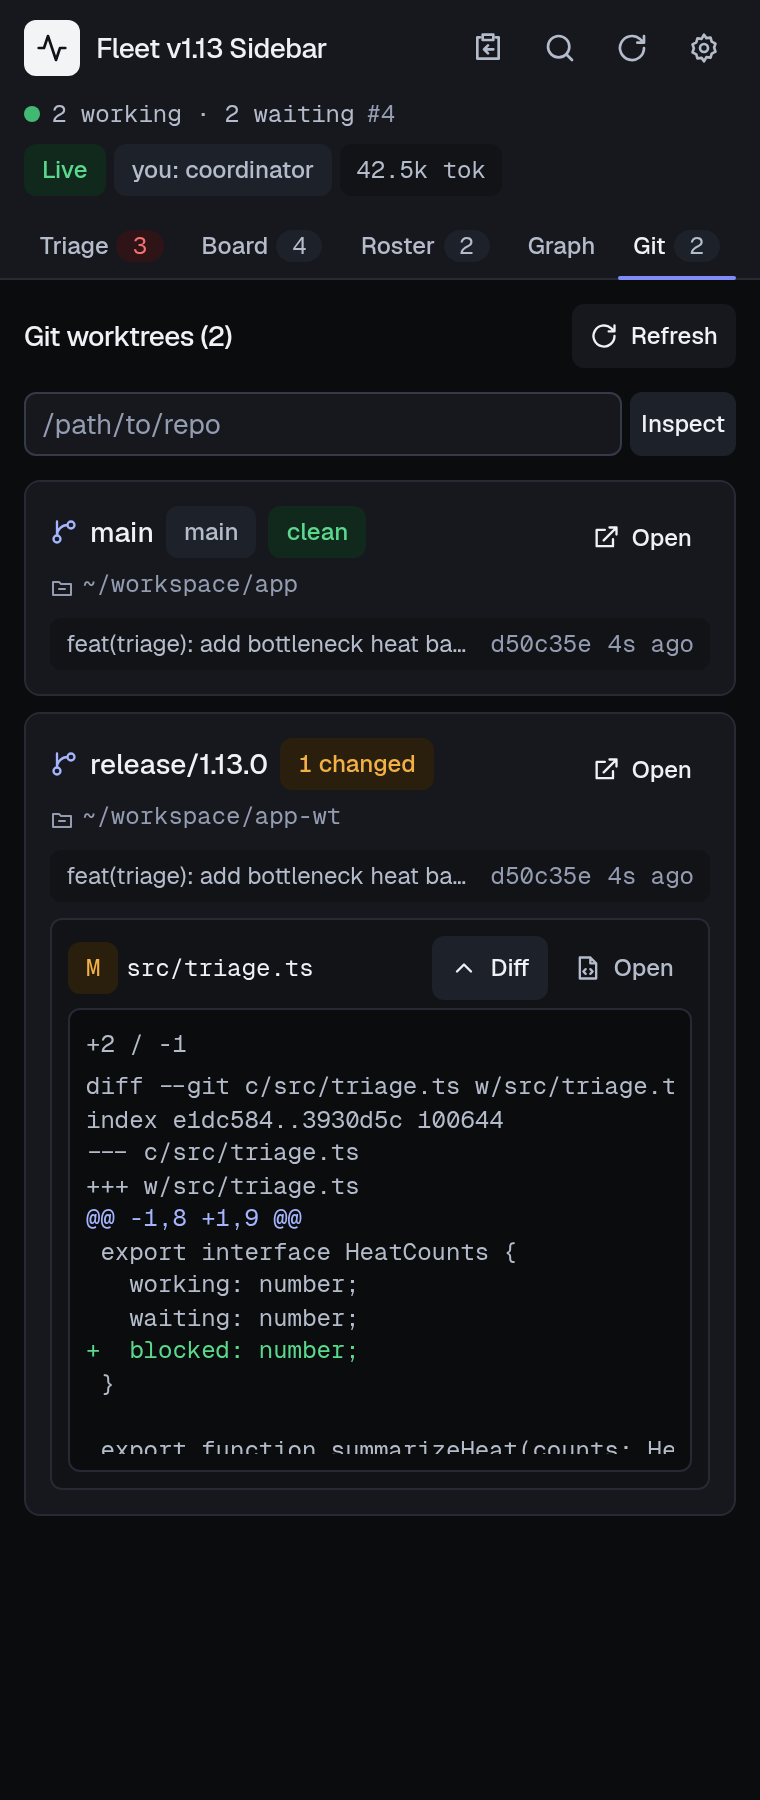 Fleet v1.13 Sidebar
2 working · 2 waiting #4
Live you: coordinator 42.5k tok
Triage 3 Board 4 Roster 2 Graph Git 2
Git worktrees (2) Refresh
/path/to/repo Inspect
main main clean Open
~/workspace/app
feat(triage): add bottleneck heat ba… d50c35e 4s ago
release/1.13.0 1 changed Open
~/workspace/app-wt
feat(triage): add bottleneck heat ba… d50c35e 4s ago
M src/triage.ts Diff Open
+2 / -1
diff --git c/src/triage.ts w/src/triage.t
index e1dc584..3930d5c 100644
--- c/src/triage.ts
+++ w/src/triage.ts
@@ -1,8 +1,9 @@
 export interface HeatCounts {
   working: number;
   waiting: number;
+  blocked: number;
 }
 export function summarizeHeat(counts: He